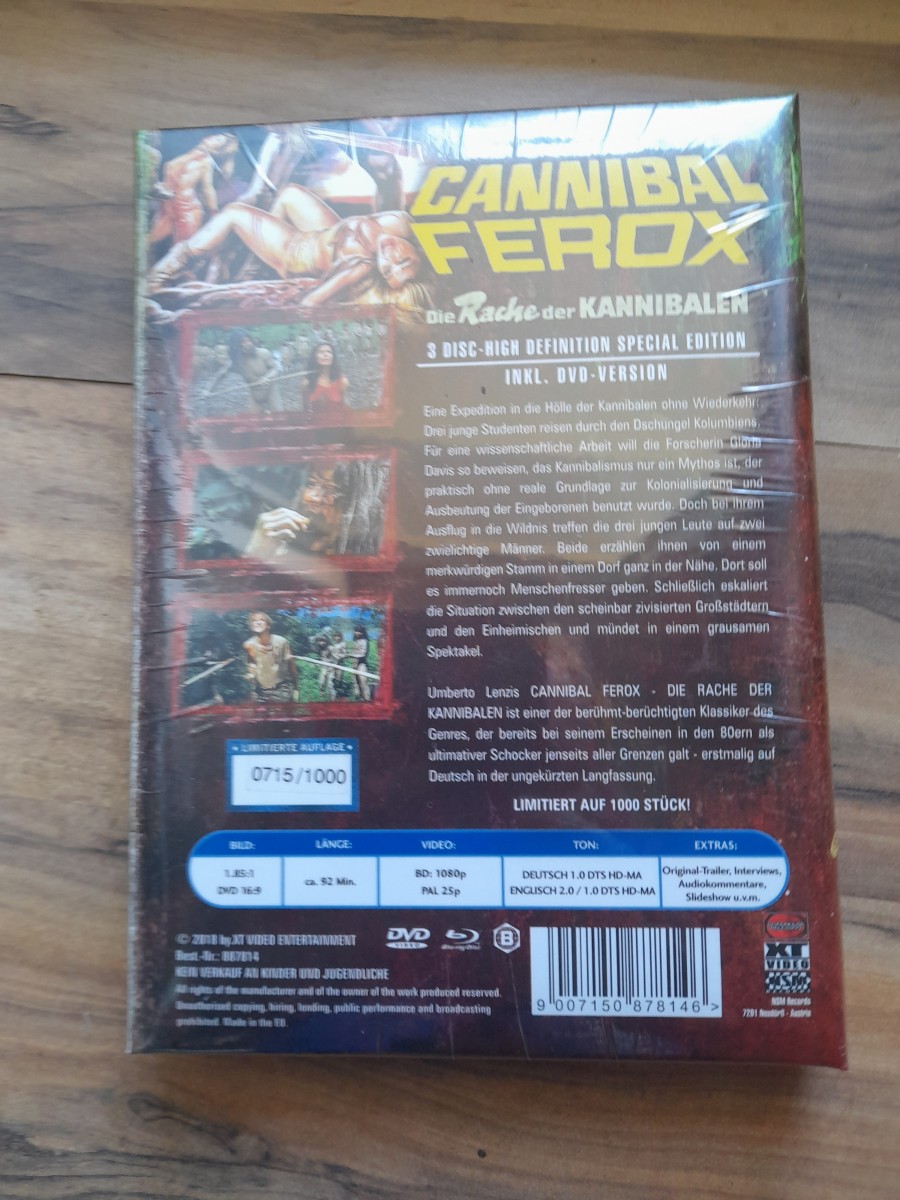 CANNIBAL
FEROX
Die Rache der KANNIBALEN
3 DISC-HIGH DEFINITION SPECIAL EDITION
INKL. DVD-VERSION
Eine Expedition in die Hölle der Kannibalen ohne Wiederkehr:
Drei junge Studenten reisen durch den Dschungel Kolumbiens.
Für eine wissenschaftliche Arbeit will die Forscherin Gloria
Davis so beweisen, das Kannibalismus nur ein Mythos ist, der
praktisch ohne reale Grundlage zur Kolonialisierung und
Ausbeutung der Eingeborenen benutzt wurde. Doch bei ihrem
Ausflug in die Wildnis treffen die drei jungen Leute auf zwei
zwielichtige Männer. Beide erzählen ihnen von einem
merkwürdigen Stamm in einem Dorf ganz in der Nähe. Dort soll
es immernoch Menschenfresser geben. Schließlich eskaliert
die Situation zwischen den scheinbar zivisierten Großstädtern
und den Einheimischen und mündet in einem grausamen
Spektakel.
Umberto Lenzis CANNIBAL FEROX - DIE RACHE DER
KANNIBALEN ist einer der berühmt-berüchtigten Klassiker des
Genres, der bereits bei seinem Erscheinen in den 80ern als
ultimativer Schocker jenseits aller Grenzen galt - erstmalig auf
Deutsch in der ungekürzten Langfassung.
LIMITIERT AUF 1000 STÜCK!
• LIMITIERTE AUFLAGE •
0715/1000
BILD: LÄNGE: VIDEO: TON: EXTRAS:
1.85:1
DVD 16:9
ca. 92 Min.
BD: 1080p
PAL 25p
DEUTSCH 1.0 DTS HD-MA
ENGLISCH 2.0 / 1.0 DTS HD-MA
Original-Trailer, Interviews,
Audiokommentare,
Slideshow u.v.m.
© 2018 by XT VIDEO ENTERTAINMENT
Best.-Nr.: 887814
KEIN VERKAUF AN KINDER UND JUGENDLICHE
All rights of the manufacturer and of the owner of the work produced reserved.
Unauthorised copying, hiring, lending, public performance and broadcasting
prohibited. Made in the EU.
DVD VIDEO
Blu-ray Disc
B
9 007150 878146 >
XT
VIDEO
NSM
NSM Records
7201 Neudörfl - Austria